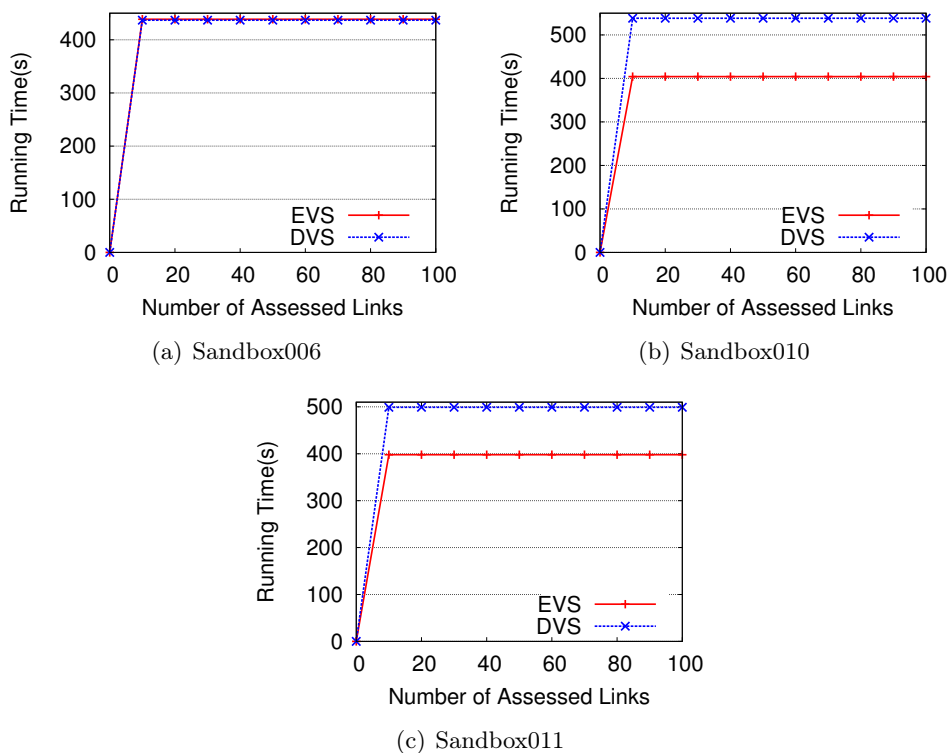 400
300
200
100
0
Running Time(s)
EVS
DVS
0 20 40 60 80 100
Number of Assessed Links
(a) Sandbox006
500
400
300
200
100
0
Running Time(s)
EVS
DVS
0 20 40 60 80 100
Number of Assessed Links
(b) Sandbox010
500
400
300
200
100
0
Running Time(s)
EVS
DVS
0 20 40 60 80 100
Number of Assessed Links
(c) Sandbox011